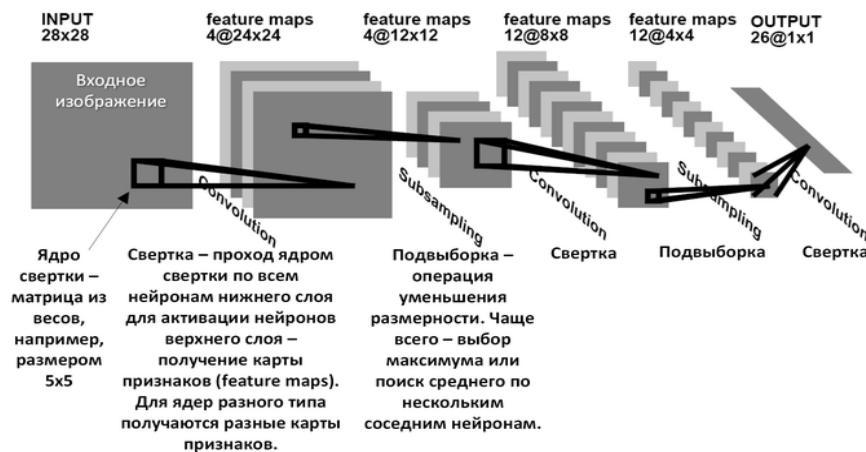 INPUT
28x28
feature maps
4@24x24
feature maps
4@12x12
feature maps
12@8x8
feature maps
12@4x4
OUTPUT
26@1x1
Входное
изображение
Convolution
Subsampling
Convolution
Subsampling
Convolution
Ядро
свертки –
матрица из
весов,
например,
размером
5x5
Свертка – проход ядром
свертки по всем
нейронам нижнего слоя
для активации нейронов
верхнего слоя –
получение карты
признаков (feature maps).
Для ядер разного типа
получаются разные карты
признаков.
Подвыборка –
операция
уменьшения
размерности. Чаще
всего – выбор
максимума или
поиск среднего по
нескольким
соседним нейронам.
Свертка
Подвыборка
Свертка